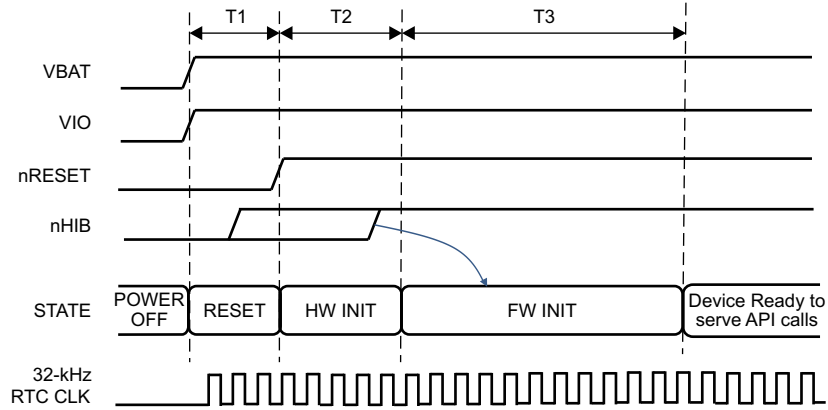 T1 T2 T3
VBAT
VIO
nRESET
nHIB
STATE
POWER
OFF
RESET
HW INIT
FW INIT
Device Ready to
serve API calls
32-kHz
RTC CLK